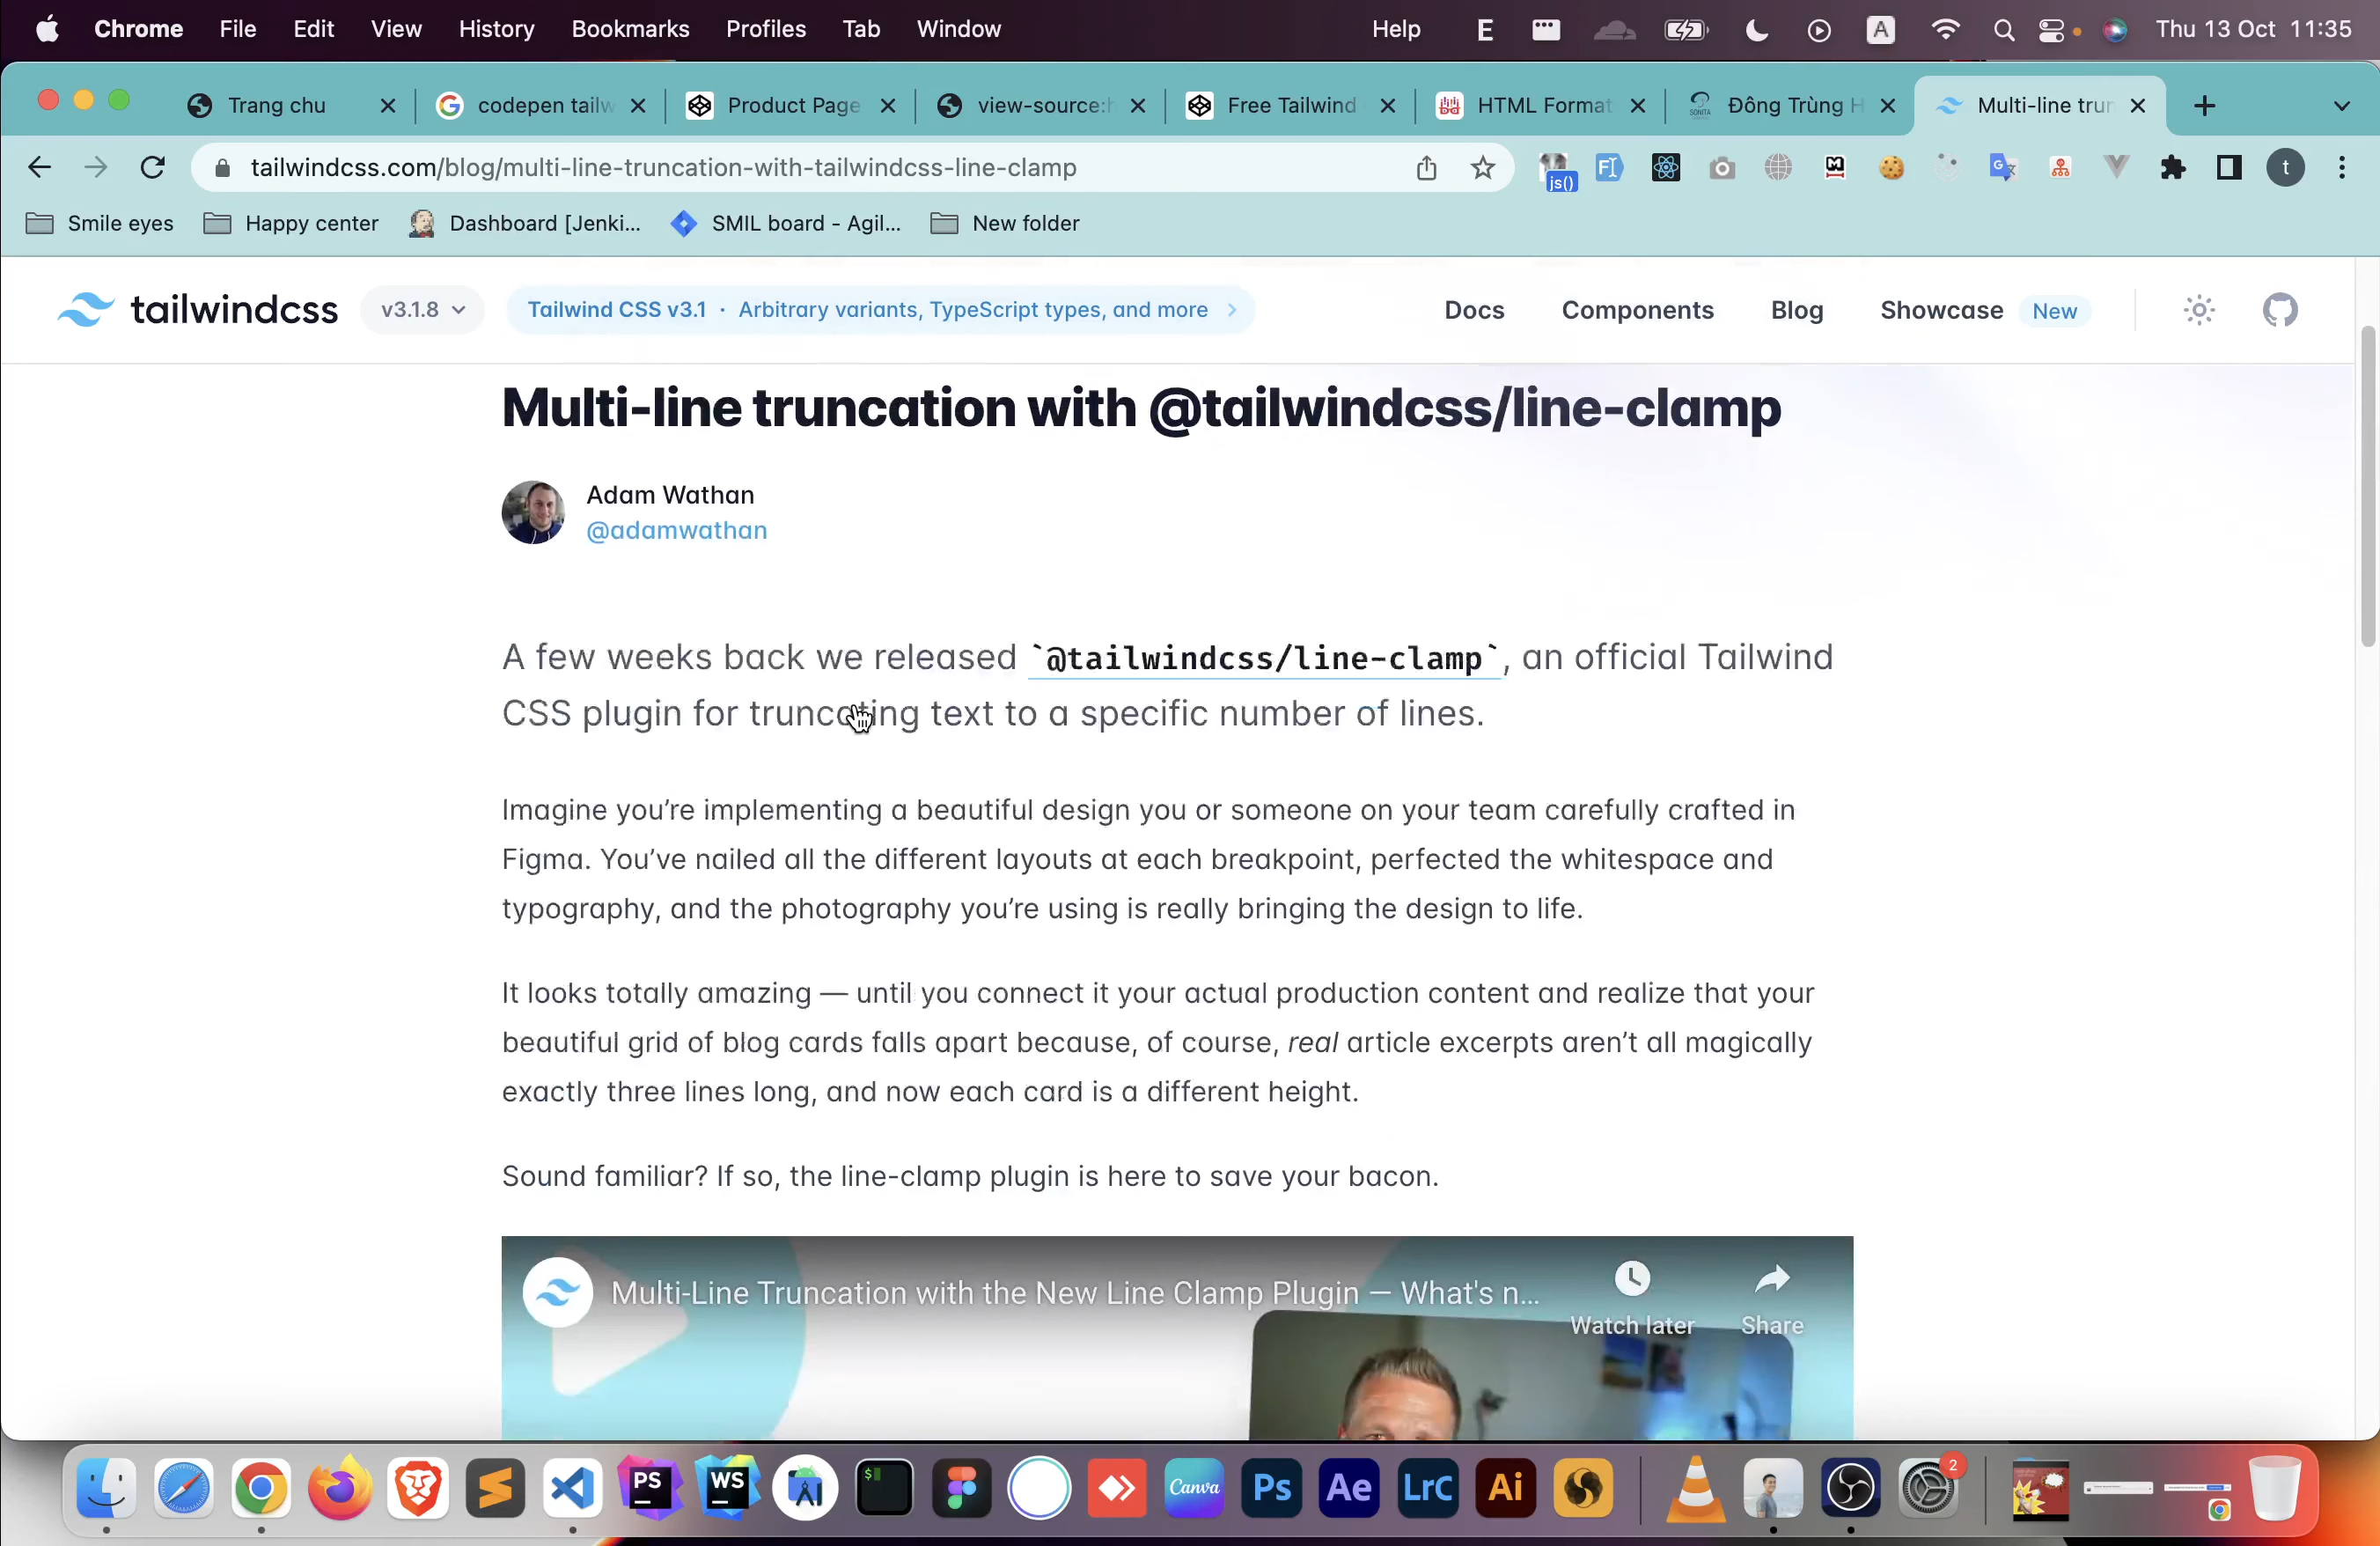 Chrome File Edit View History Bookmarks Profiles Tab Window Help E A Thu 13 Oct 11:35
Trang chu codepen tailw Product Page view-source:h Free Tailwind HTML Format Đông Trùng H Multi-line trun
tailwindcss.com/blog/multi-line-truncation-with-tailwindcss-line-clamp js() t
Smile eyes Happy center Dashboard [Jenki... SMIL board - Agil... New folder
tailwindcss v3.1.8 Tailwind CSS v3.1 · Arbitrary variants, TypeScript types, and more Docs Components Blog Showcase New
Multi-line truncation with @tailwindcss/line-clamp
Adam Wathan
@adamwathan
A few weeks back we released `@tailwindcss/line-clamp`, an official Tailwind
CSS plugin for truncating text to a specific number of lines.
Imagine you’re implementing a beautiful design you or someone on your team carefully crafted in
Figma. You’ve nailed all the different layouts at each breakpoint, perfected the whitespace and
typography, and the photography you’re using is really bringing the design to life.
It looks totally amazing — until you connect it your actual production content and realize that your
beautiful grid of blog cards falls apart because, of course, real article excerpts aren’t all magically
exactly three lines long, and now each card is a different height.
Sound familiar? If so, the line-clamp plugin is here to save your bacon.
Multi-Line Truncation with the New Line Clamp Plugin — What's n...
Watch later Share
PS WS $ Canva Ps Ae LrC Ai 2